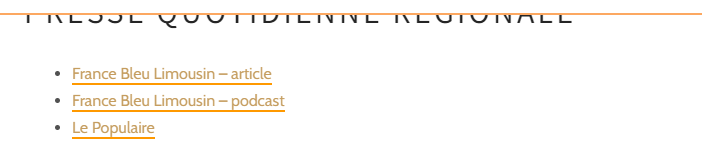 PRESSE QUOTIDIENNE RÉGIONALE
France Bleu Limousin – article
France Bleu Limousin – podcast
Le Populaire